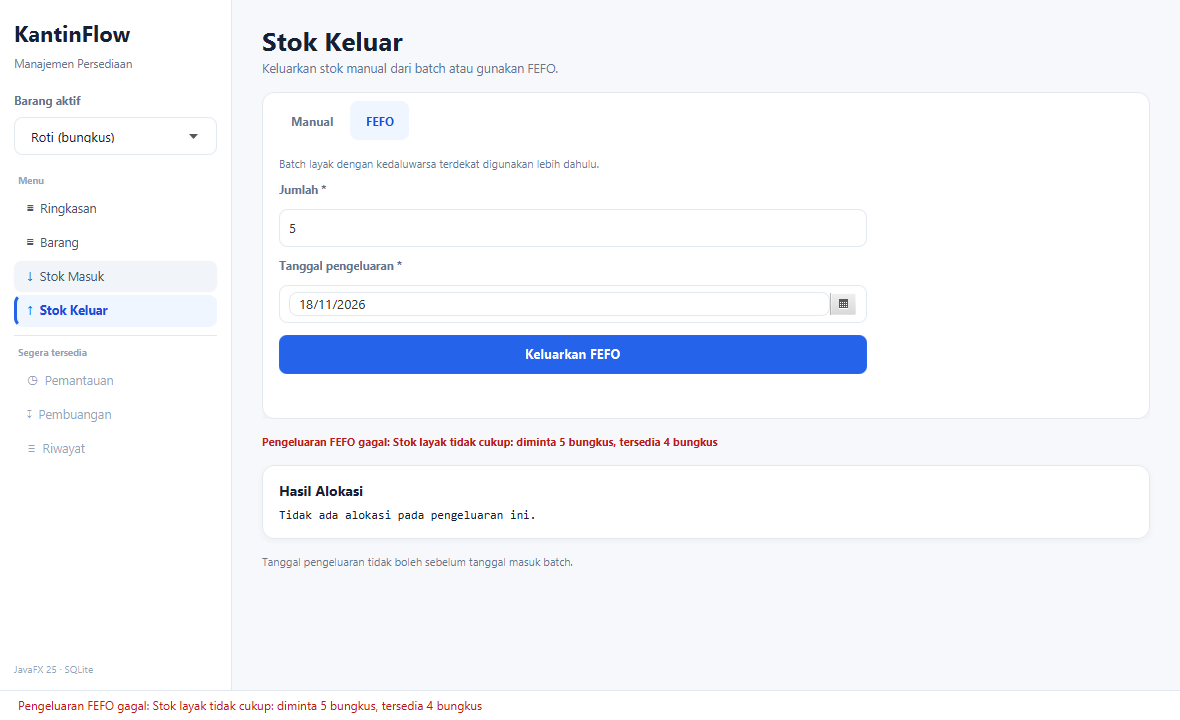 KantinFlow
Manajemen Persediaan
Barang aktif
Roti (bungkus)
Menu
≡ Ringkasan
≡ Barang
↓ Stok Masuk
↑ Stok Keluar
Segera tersedia
◷ Pemantauan
↧ Pembuangan
☰ Riwayat
JavaFX 25 · SQLite
Stok Keluar
Keluarkan stok manual dari batch atau gunakan FEFO.
Manual
FEFO
Batch layak dengan kedaluwarsa terdekat digunakan lebih dahulu.
Jumlah *
5
Tanggal pengeluaran *
18/11/2026
Keluarkan FEFO
Pengeluaran FEFO gagal: Stok layak tidak cukup: diminta 5 bungkus, tersedia 4 bungkus
Hasil Alokasi
Tidak ada alokasi pada pengeluaran ini.
Tanggal pengeluaran tidak boleh sebelum tanggal masuk batch.
Pengeluaran FEFO gagal: Stok layak tidak cukup: diminta 5 bungkus, tersedia 4 bungkus